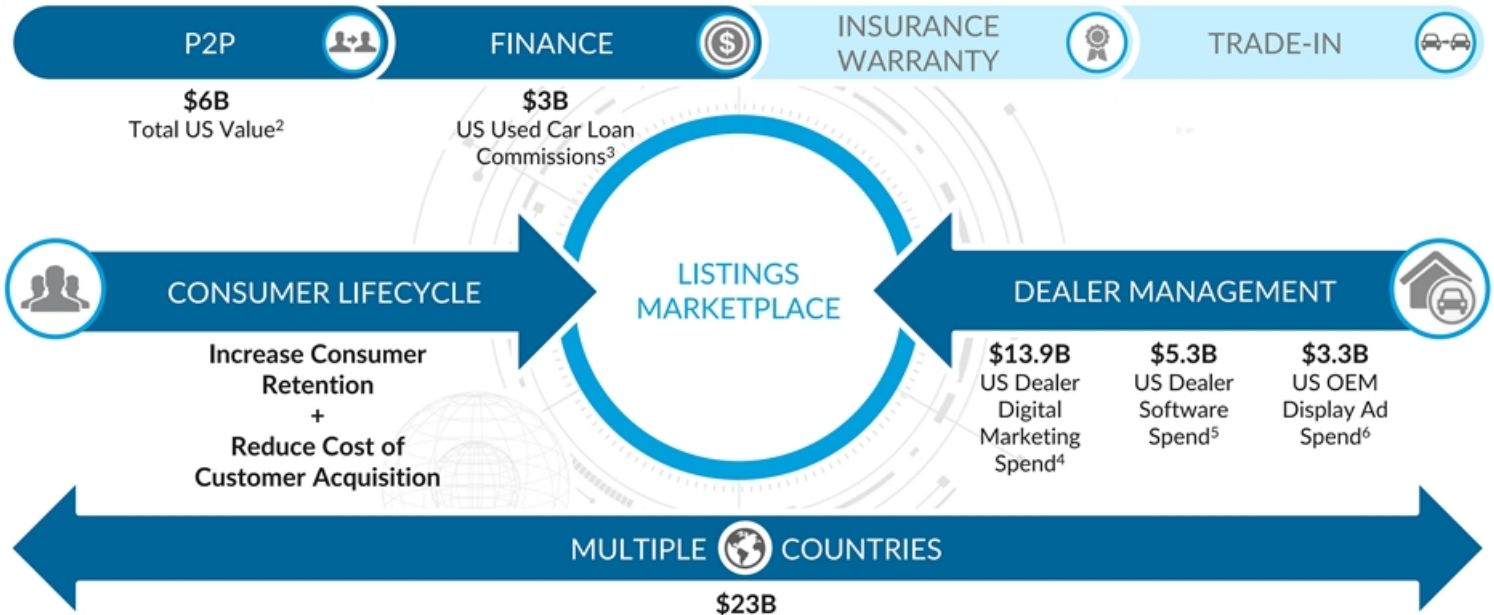 P2P
FINANCE
INSURANCE
WARRANTY
TRADE-IN
$6B
Total US Value²
$3B
US Used Car Loan
Commissions³
LISTINGS
MARKETPLACE
CONSUMER LIFECYCLE
DEALER MANAGEMENT
Increase Consumer
Retention
+
Reduce Cost of
Customer Acquisition
$13.9B
US Dealer
Digital
Marketing
Spend⁴
$5.3B
US Dealer
Software
Spend⁵
$3.3B
US OEM
Display Ad
Spend⁶
MULTIPLE COUNTRIES
$23B